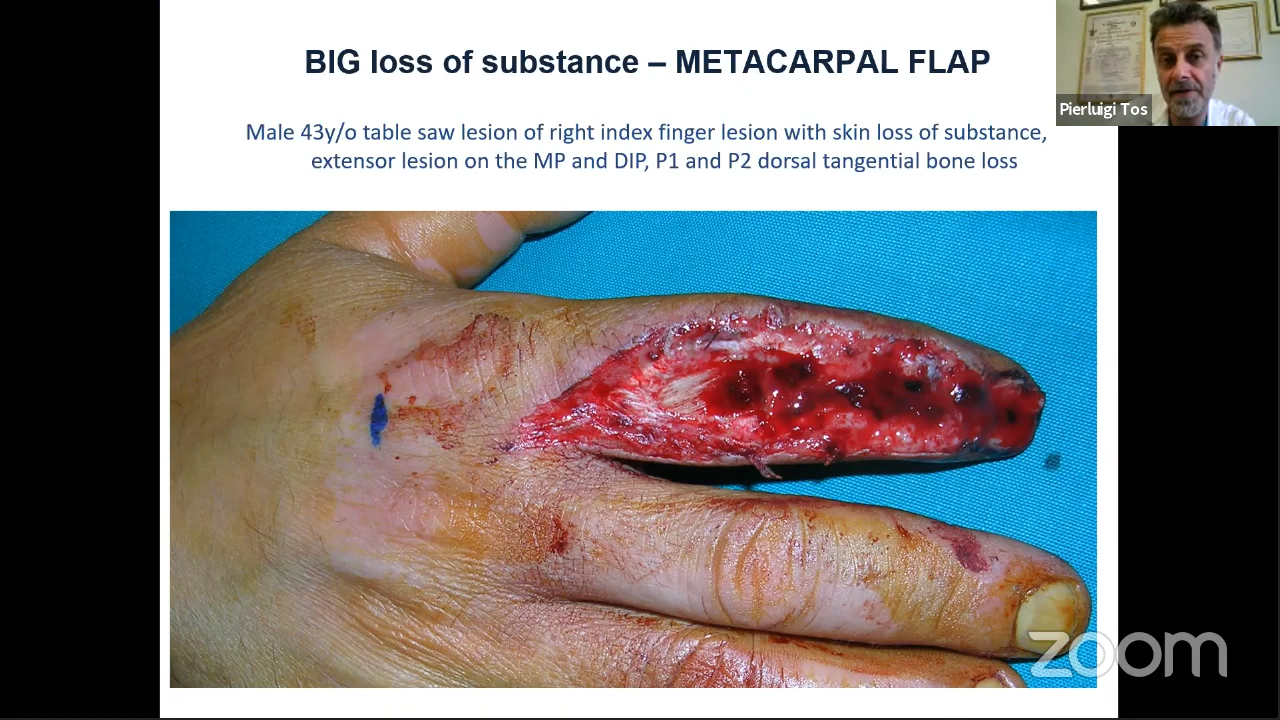 BIG loss of substance – METACARPAL FLAP
Pierluigi Tos
Male 43y/o table saw lesion of right index finger lesion with skin loss of substance,
extensor lesion on the MP and DIP, P1 and P2 dorsal tangential bone loss
zoom